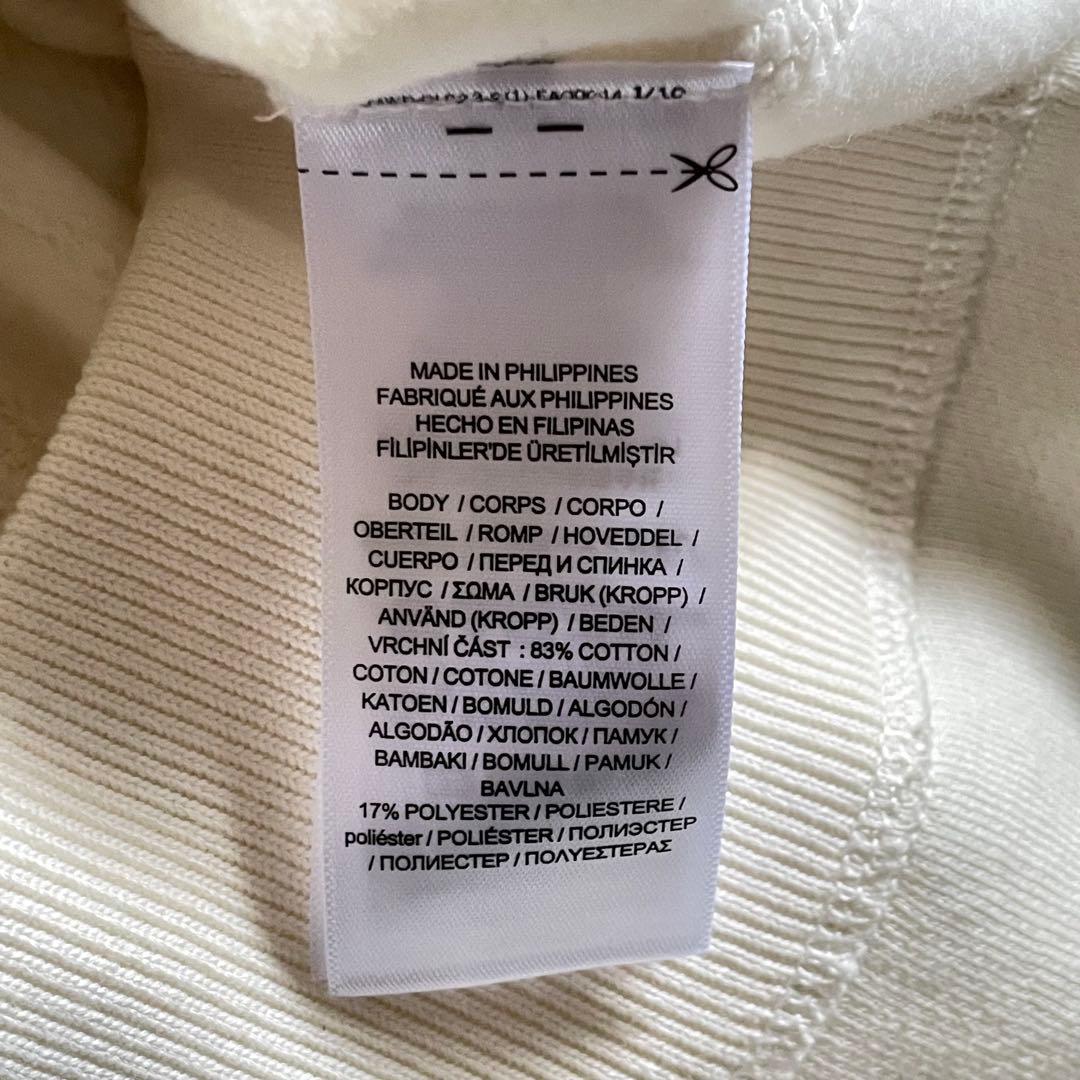 1/10
MADE IN PHILIPPINES
FABRIQUÉ AUX PHILIPPINES
HECHO EN FILIPINAS
FİLİPİNLER'DE ÜRETİLMİŞTİR
BODY / CORPS / CORPO /
OBERTEIL / ROMP / HOVEDDEL /
CUERPO / ПЕРЕД И СПИНКА /
КОРПУС / ΣΩΜΑ / BRUK (KROPP) /
ANVÄND (KROPP) / BEDEN /
VRCHNÍ ČÁST : 83% COTTON /
COTON / COTONE / BAUMWOLLE /
KATOEN / BOMULD / ALGODÓN /
ALGODÃO / ХЛОПОК / ПАМУК /
BAMBAKI / BOMULL / PAMUK /
BAVLNA
17% POLYESTER / POLIESTERE /
poliéster / POLIÉSTER / ПОЛИЭСТЕР
/ ПОЛИЕСТЕР / ΠΟΛΥΕΣΤΕΡΑΣ